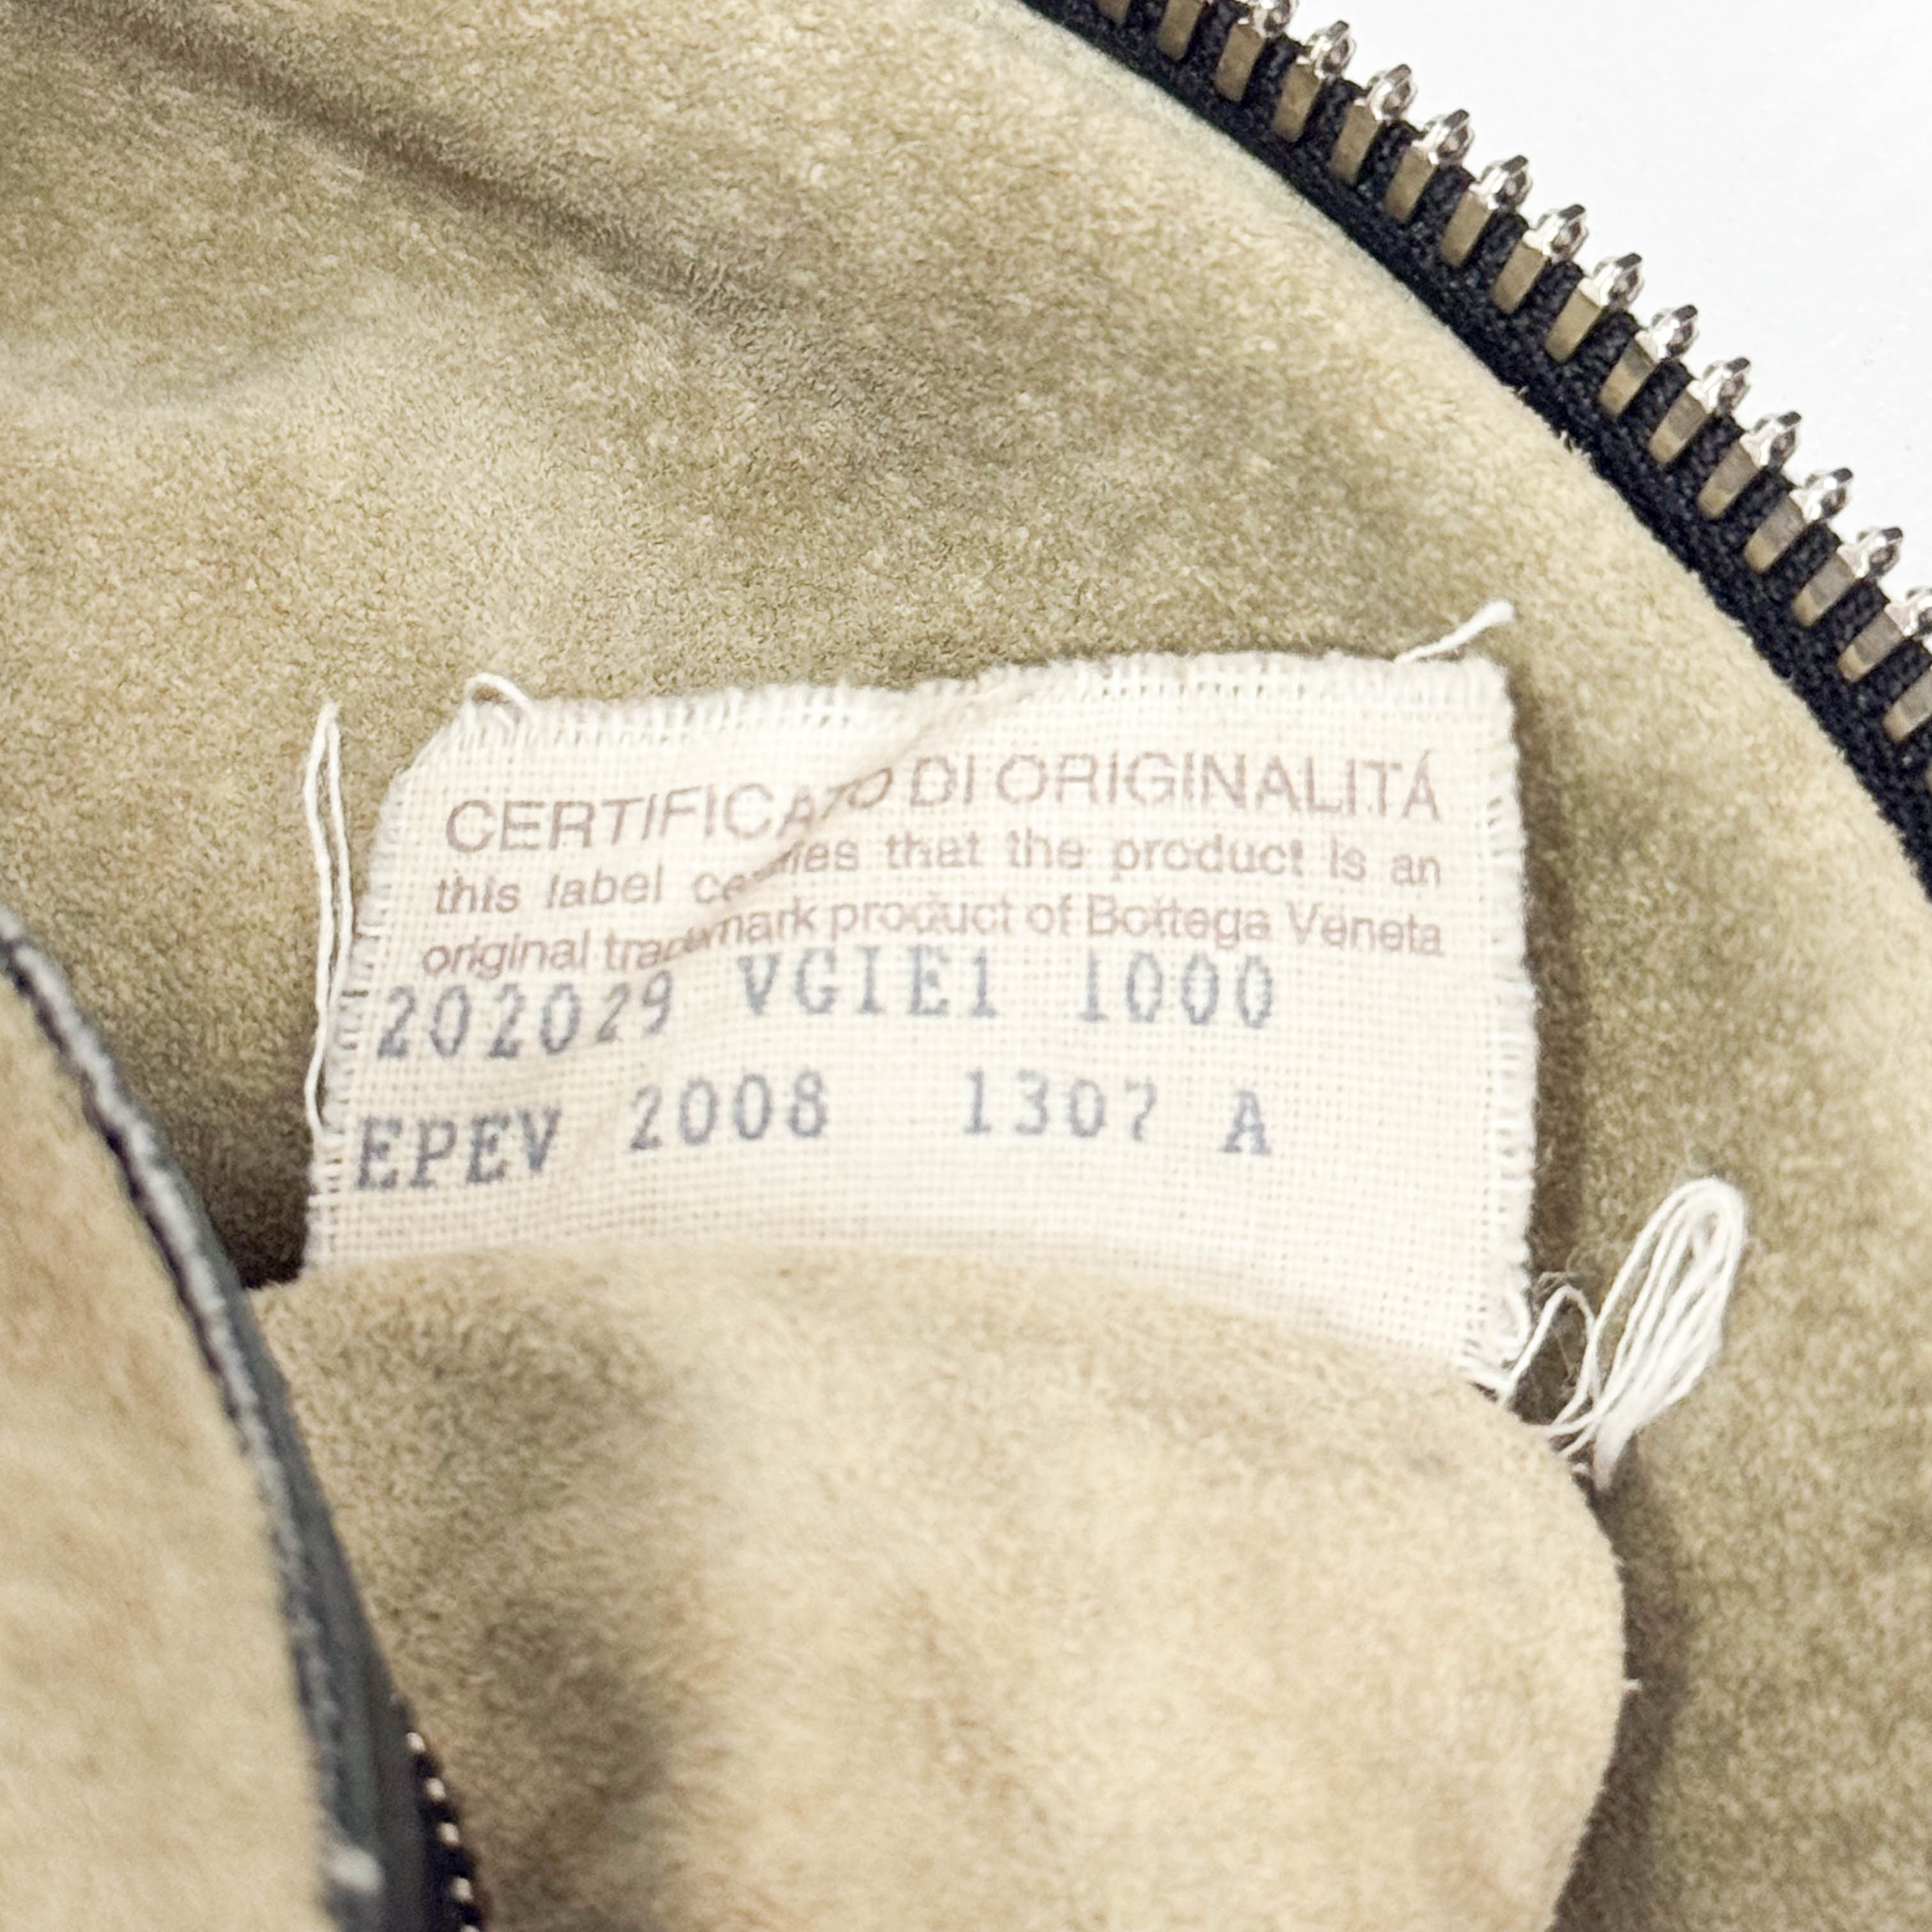 CERTIFICATO DI ORIGINALITÁ
this label certifies that the product is an
original trademark product of Bottega Veneta
202029 VGIE1 1000
EPEV 2008 1307 A